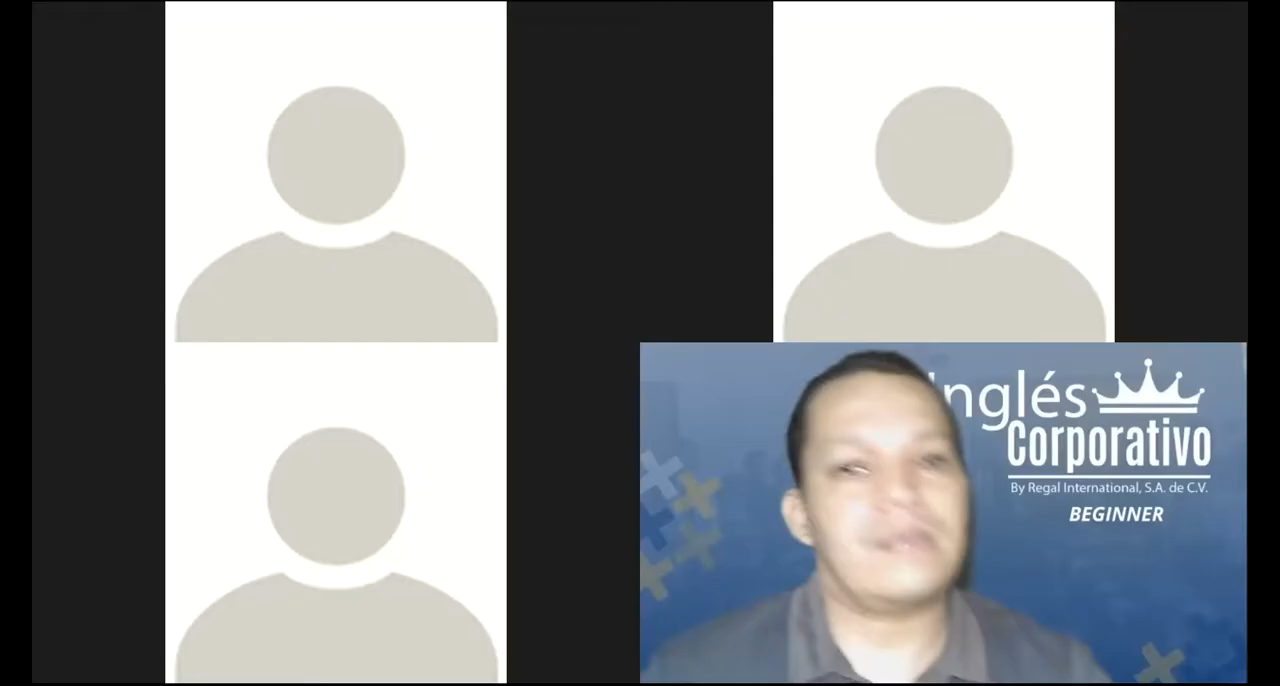 Inglés
Corporativo
By Regal International, S.A. de C.V.
BEGINNER